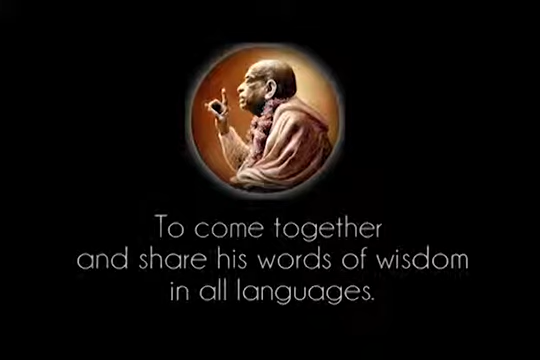 To come together
and share his words of wisdom
in all languages.